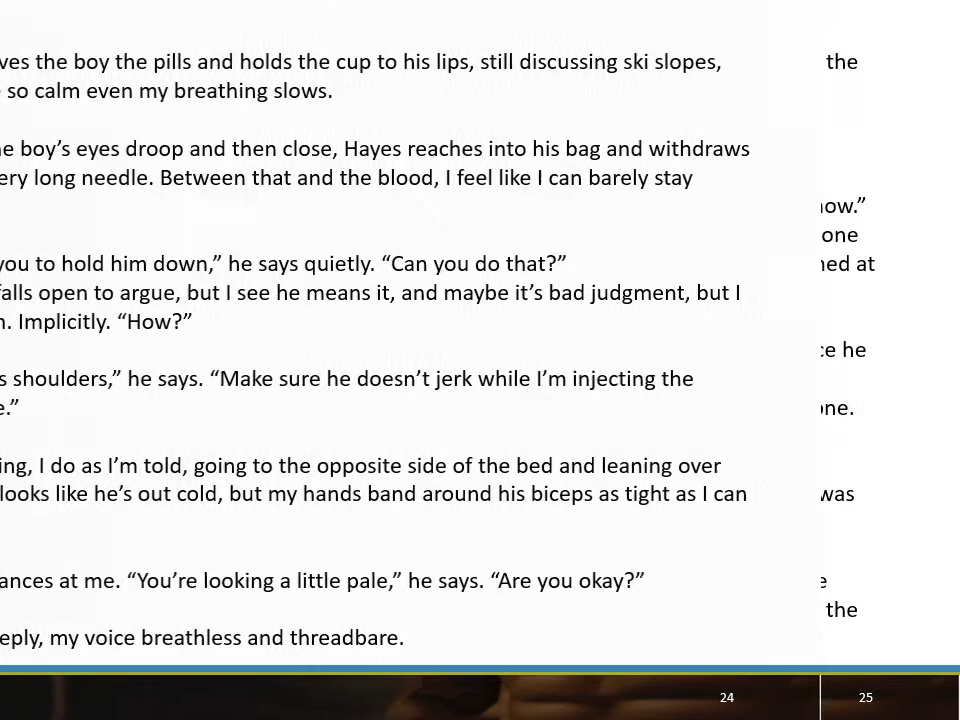 ves the boy the pills and holds the cup to his lips, still discussing ski slopes,
so calm even my breathing slows.
e boy’s eyes droop and then close, Hayes reaches into his bag and withdraws
ery long needle. Between that and the blood, I feel like I can barely stay
you to hold him down,” he says quietly. “Can you do that?”
falls open to argue, but I see he means it, and maybe it’s bad judgment, but I
. Implicitly. “How?”
s shoulders,” he says. “Make sure he doesn’t jerk while I’m injecting the
e.”
ing, I do as I’m told, going to the opposite side of the bed and leaning over
looks like he’s out cold, but my hands band around his biceps as tight as I can
ances at me. “You’re looking a little pale,” he says. “Are you okay?”
eply, my voice breathless and threadbare.
24
the
now.”
one
ned at
ce he
one.
was
e
the
25